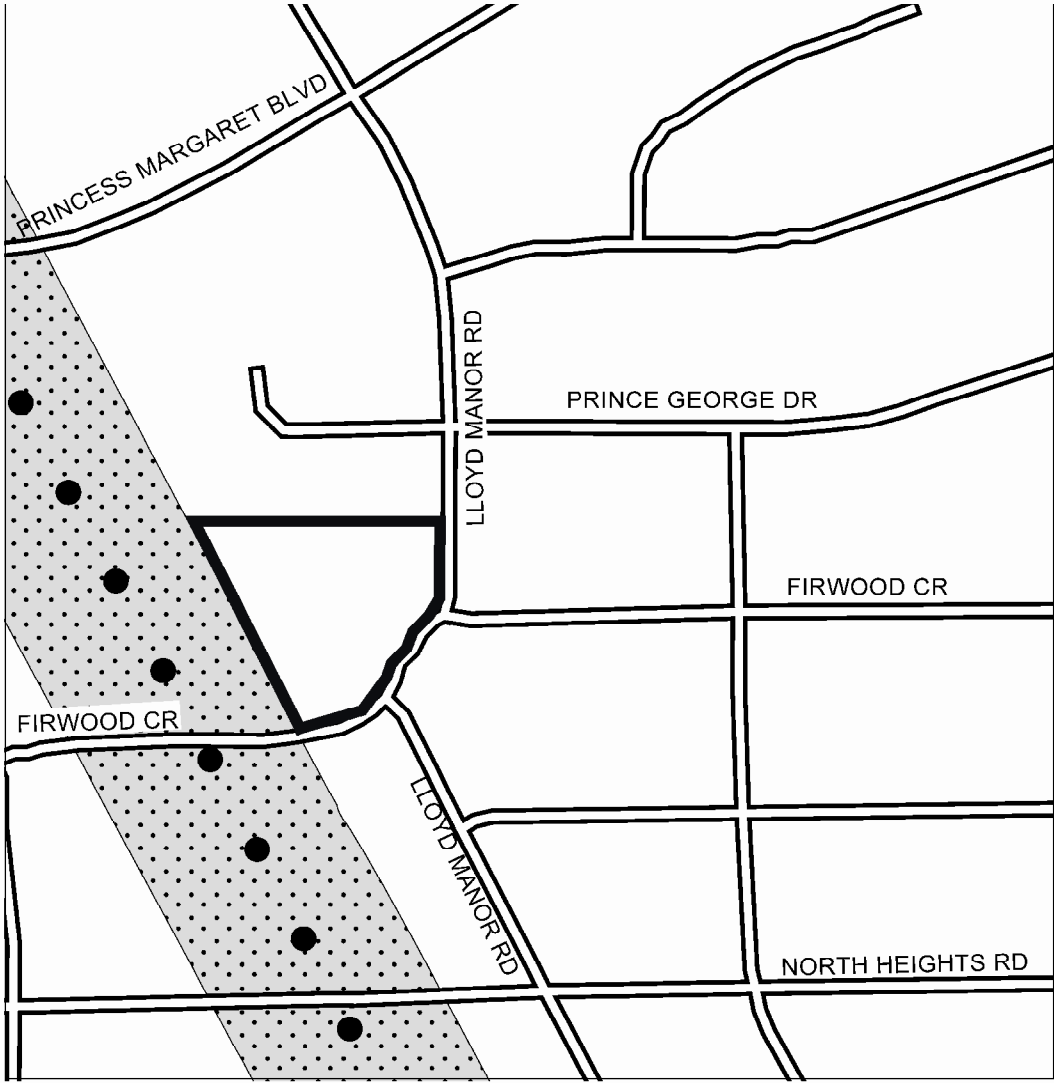 PRINCESS MARGARET BLVD
LLOYD MANOR RD
PRINCE GEORGE DR
FIRWOOD CR
FIRWOOD CR
LLOYD MANOR RD
NORTH HEIGHTS RD